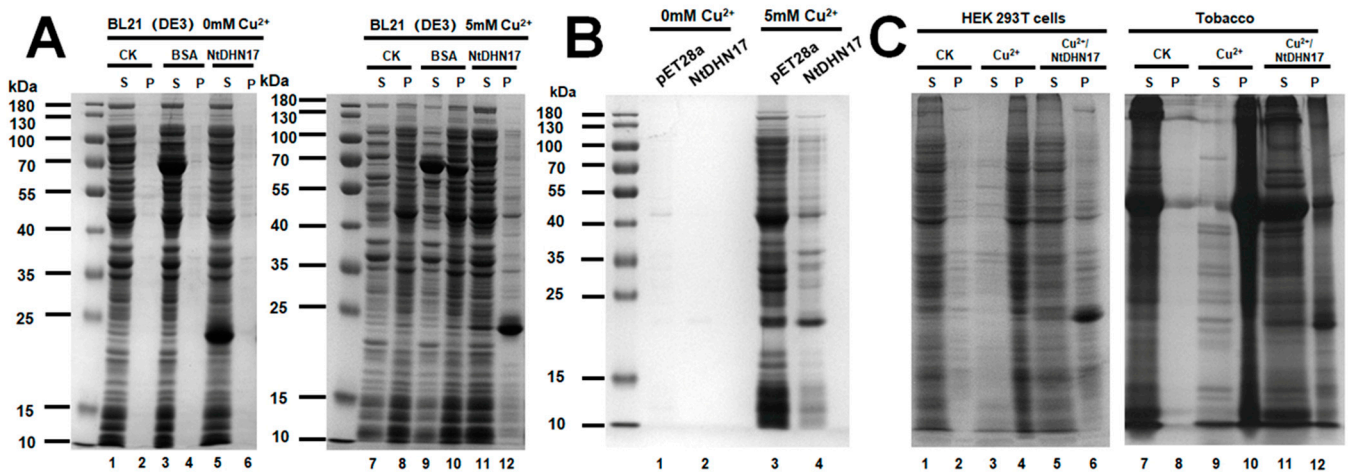 A
BL21 (DE3) 0mM Cu²⁺
CK BSA NtDHN17
kDa S P S P S P
180
130
100
70
55
40
35
25
15
10
1 2 3 4 5 6
BL21 (DE3) 5mM Cu²⁺
CK BSA NtDHN17
kDa S P S P S P
180
130
100
70
55
40
35
25
15
10
7 8 9 10 11 12
B
0mM Cu²⁺ 5mM Cu²⁺
pET28a NtDHN17 pET28a NtDHN17
kDa
180
130
100
70
55
40
35
25
15
10
1 2 3 4
C
HEK 293T cells
CK Cu²⁺ Cu²⁺/
NtDHN17
S P S P S P
1 2 3 4 5 6
Tobacco
CK Cu²⁺ Cu²⁺/
NtDHN17
S P S P S P
7 8 9 10 11 12